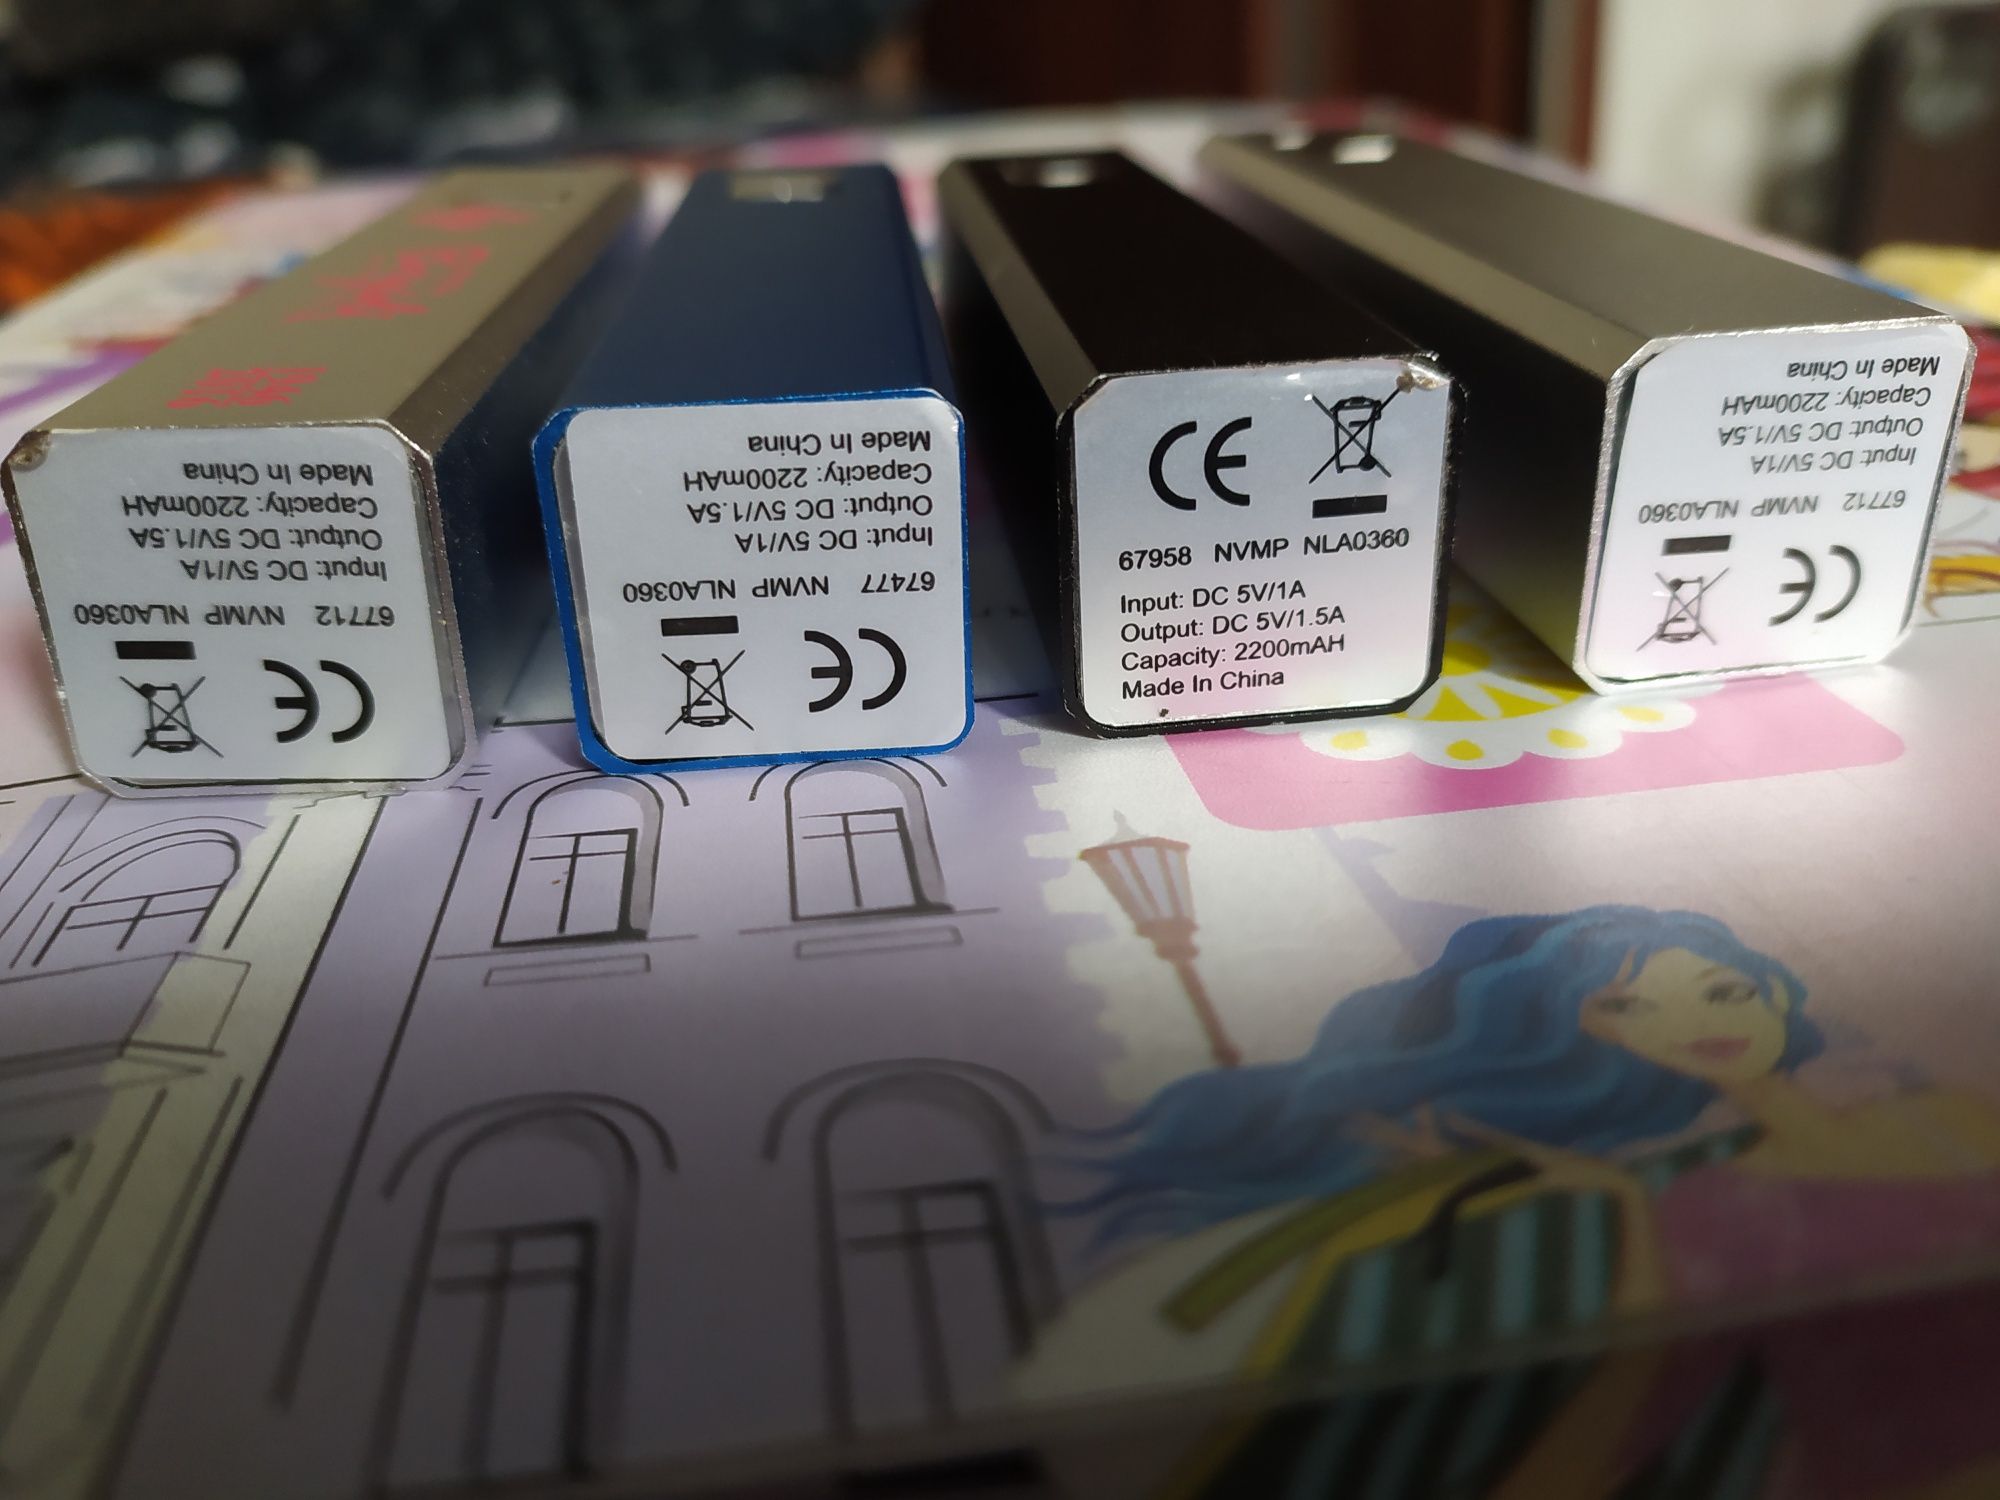 67712 NVMP NLA0360
Input: DC 5V/1A
Output: DC 5V/1.5A
Capacity: 2200mAH
Made In China
67477 NVMP NLA0360
Input: DC 5V/1A
Output: DC 5V/1.5A
Capacity: 2200mAH
Made In China
CE
67958 NVMP NLA0360
Input: DC 5V/1A
Output: DC 5V/1.5A
Capacity: 2200mAH
Made In China
67712 NVMP NLA0360
Input: DC 5V/1A
Output: DC 5V/1.5A
Capacity: 2200mAH
Made In China